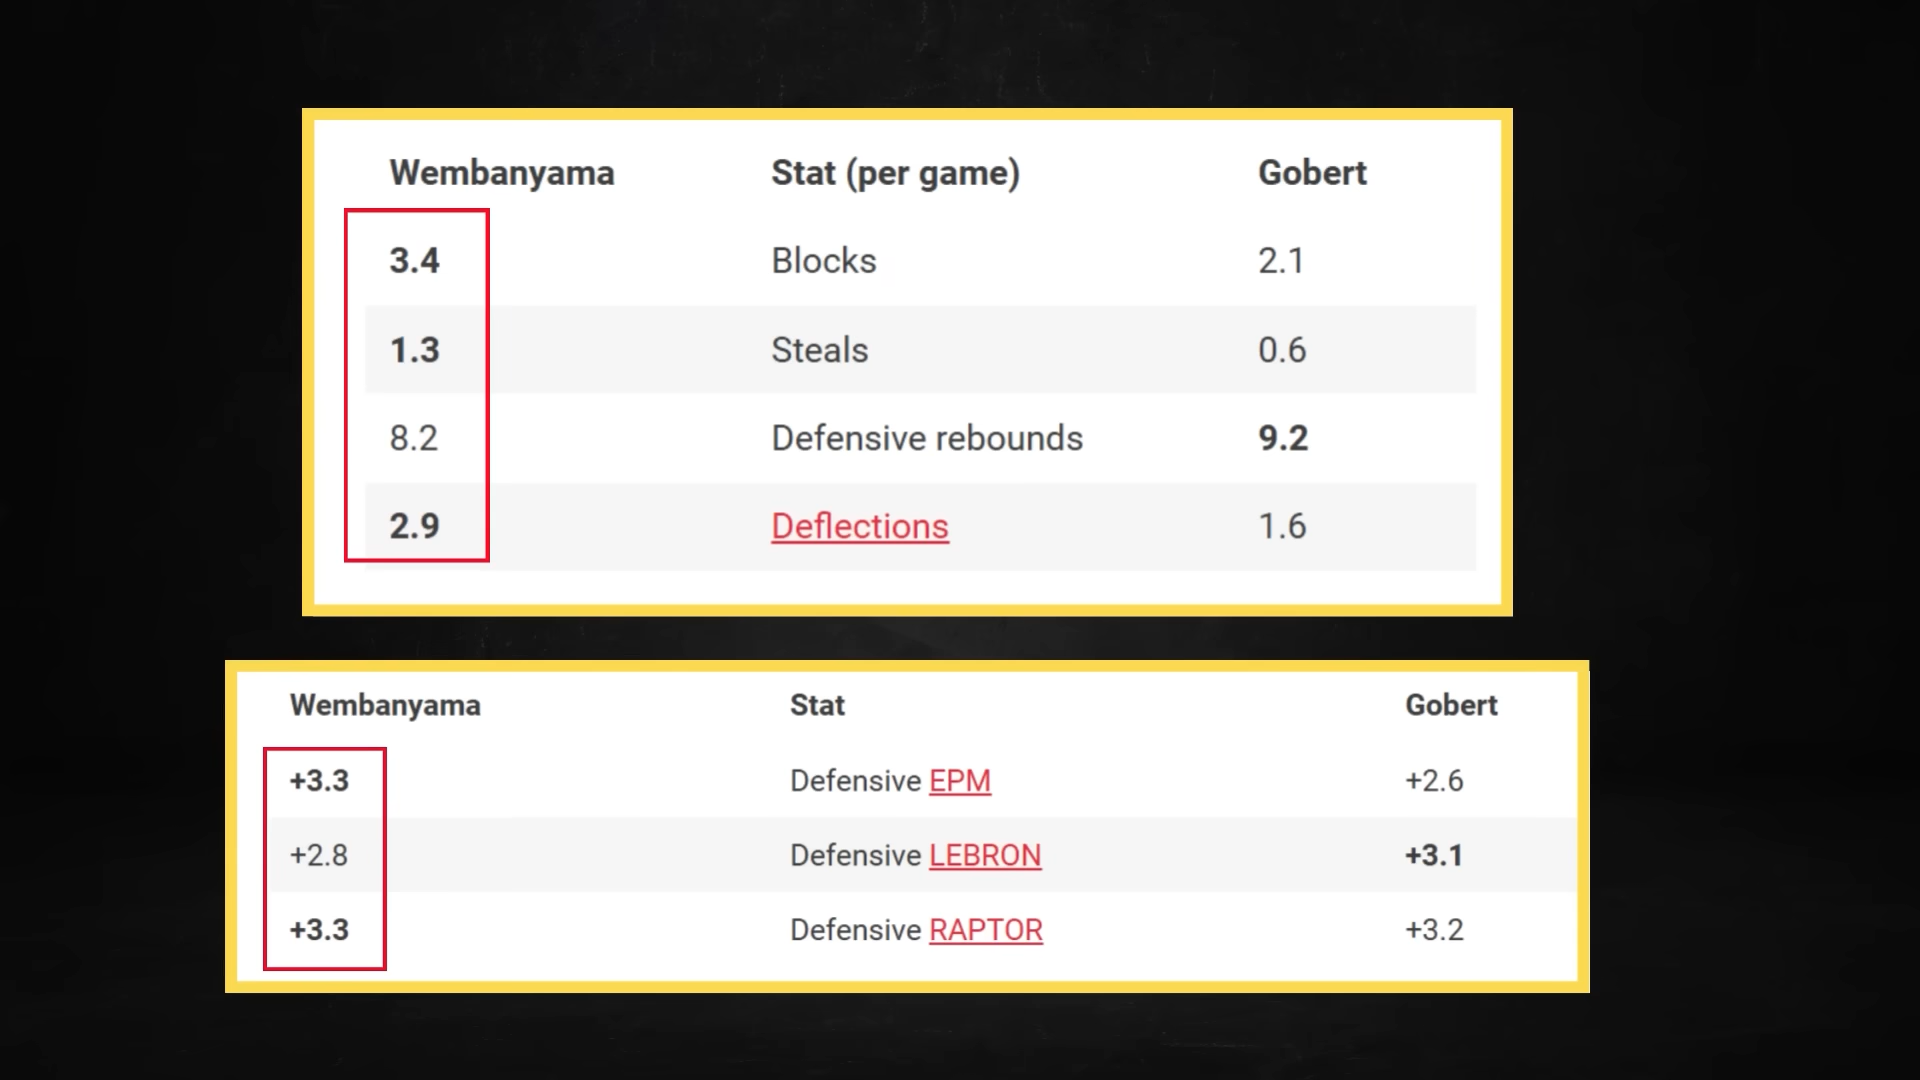 Wembanyama Stat (per game) Gobert
3.4 Blocks 2.1
1.3 Steals 0.6
8.2 Defensive rebounds 9.2
2.9 Deflections 1.6
Wembanyama Stat Gobert
+3.3 Defensive EPM +2.6
+2.8 Defensive LEBRON +3.1
+3.3 Defensive RAPTOR +3.2